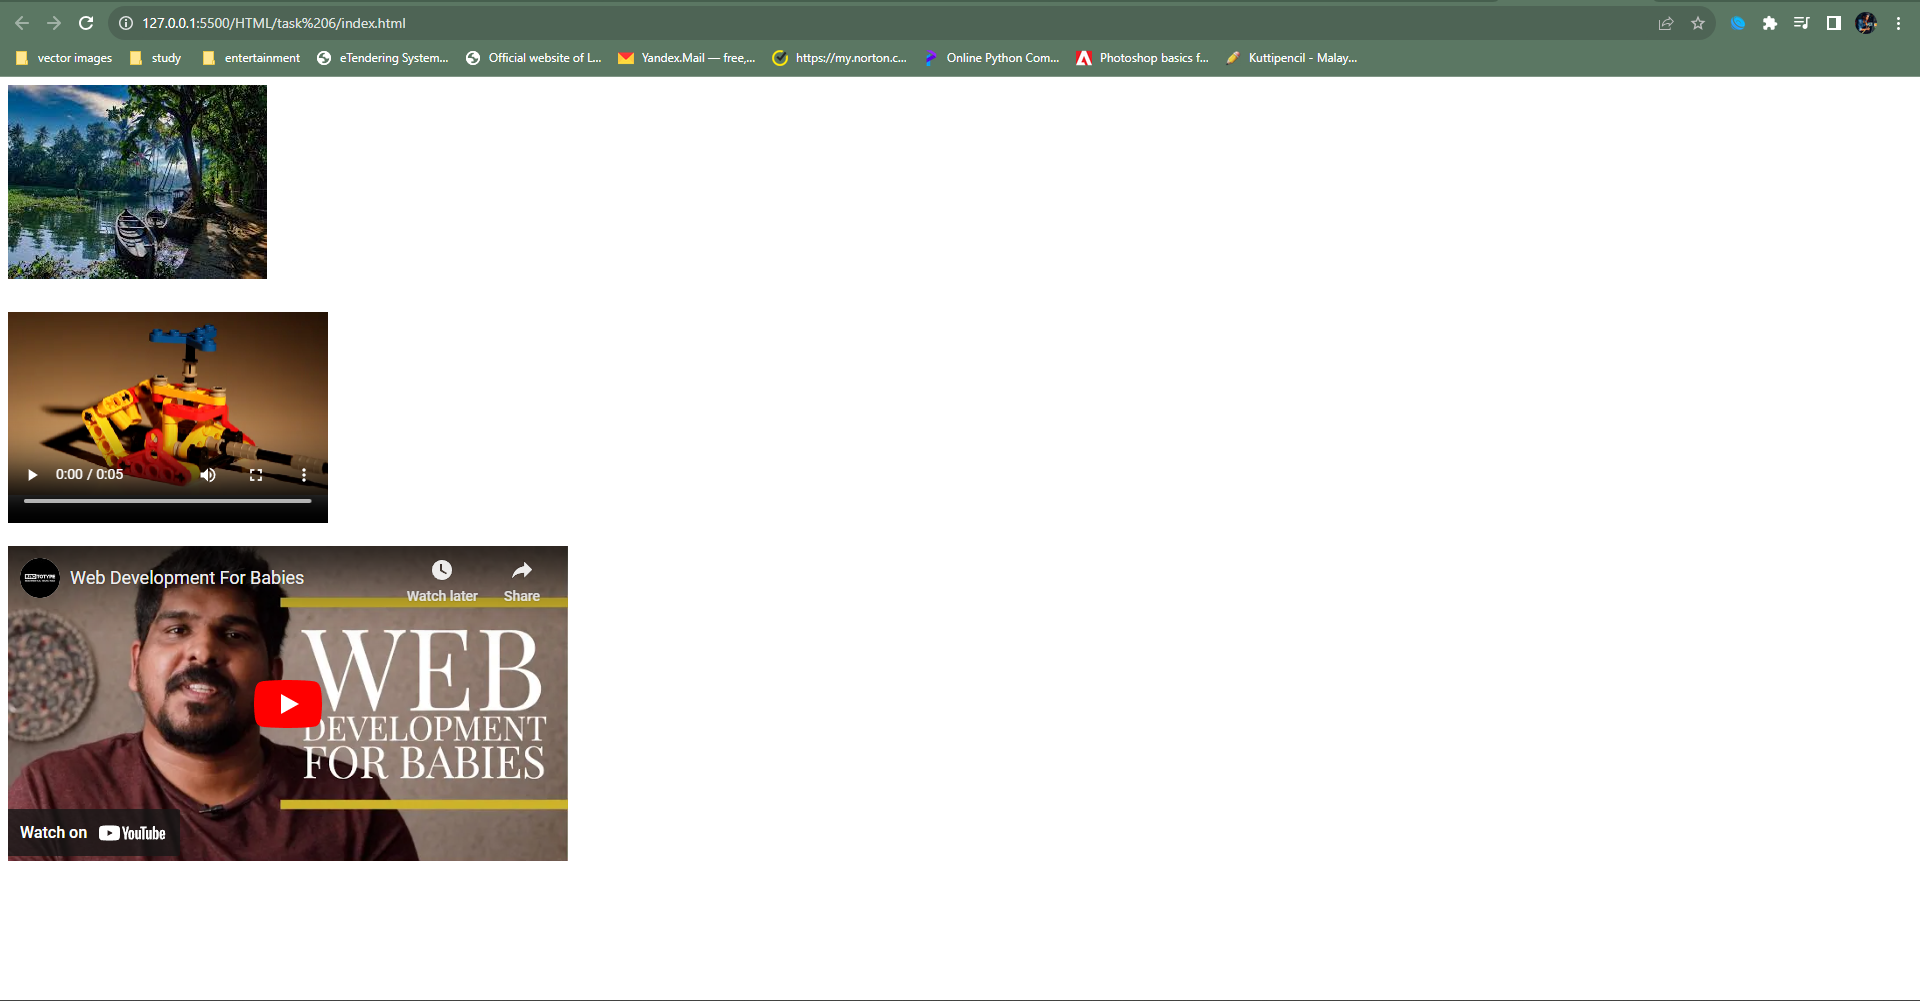 127.0.0.1:5500/HTML/task%206/index.html
vector images study entertainment eTendering System... Official website of L... Yandex.Mail — free,... https://my.norton.c... Online Python Com... Photoshop basics f... Kuttipencil - Malay...
0:00 / 0:05
Web Development For Babies
Watch later Share
WEB
DEVELOPMENT
FOR BABIES
Watch on YouTube